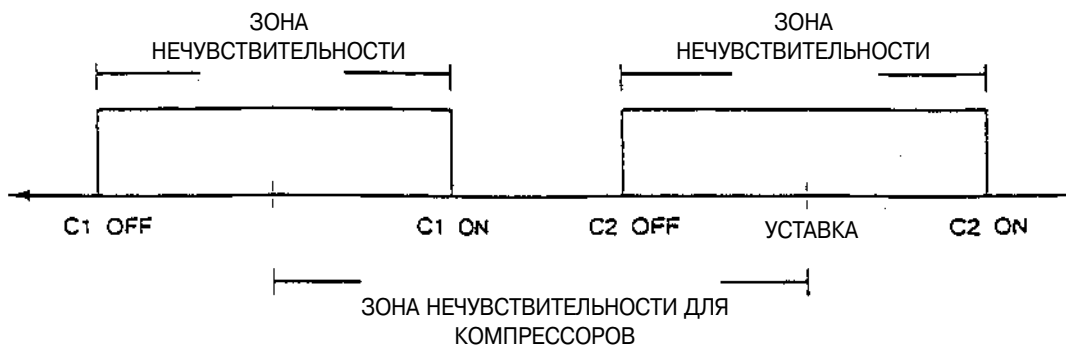 ЗОНА
НЕЧУВСТВИТЕЛЬНОСТИ
ЗОНА
НЕЧУВСТВИТЕЛЬНОСТИ
C1 OFF
C1 ON
C2 OFF
УСТАВКА
C2 ON
ЗОНА НЕЧУВСТВИТЕЛЬНОСТИ ДЛЯ
КОМПРЕССОРОВ